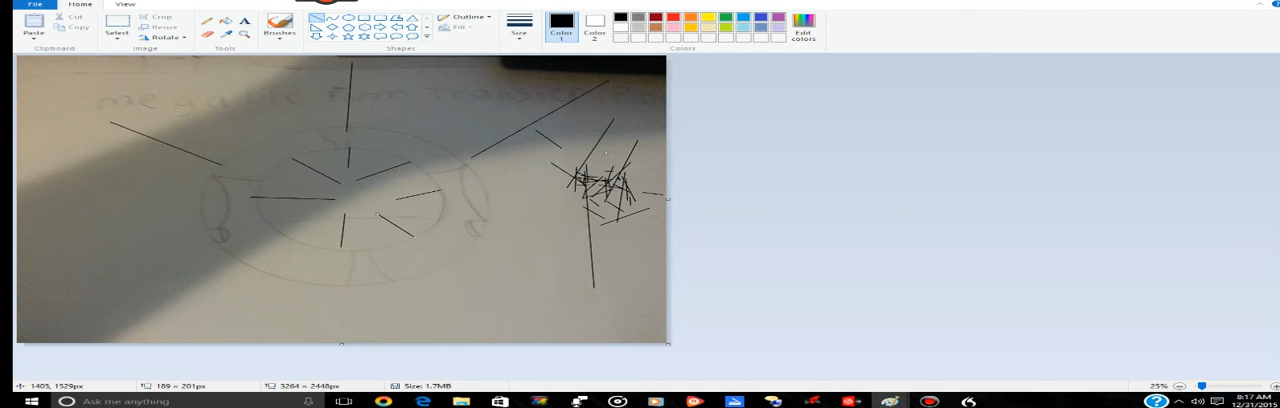 File Home View
Paste Cut Copy Select Crop Resize Rotate Brushes Outline Fill Size Color 1 Color 2 Edit colors
Clipboard Image Tools Shapes Colors
Form Transfer
1405, 1529px 189 × 201px 3264 × 2448px Size: 1.7MB 25%
Ask me anything 8:17 AM
12/31/2015